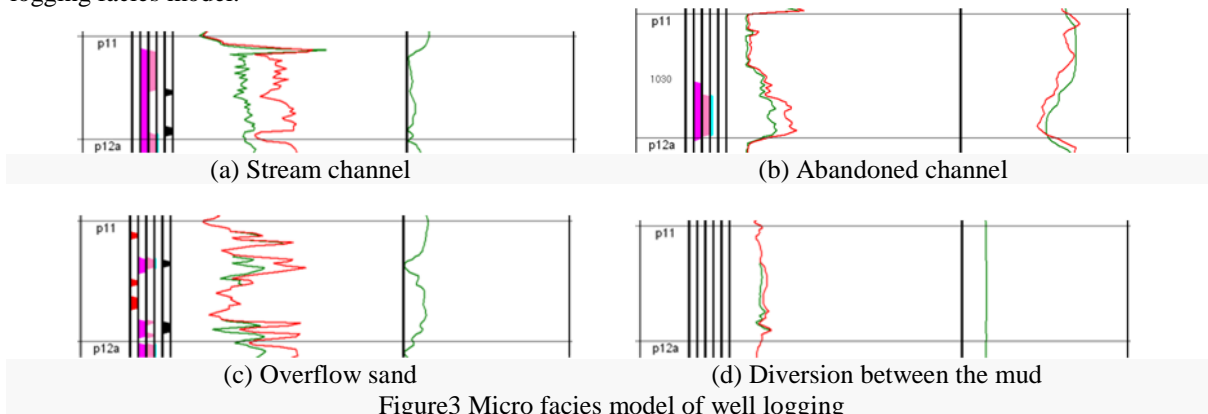 logging facies model.
p11
p12a
(a) Stream channel
p11
1030
p12a
(b) Abandoned channel
p11
p12a
(c) Overflow sand
p11
p12a
(d) Diversion between the mud
Figure3 Micro facies model of well logging